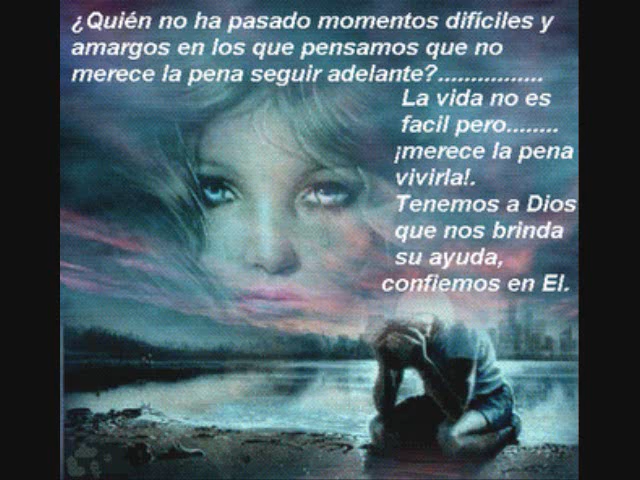 ¿Quién no ha pasado momentos difíciles y
amargos en los que pensamos que no
merece la pena seguir adelante?................
La vida no es
facil pero........
¡merece la pena
vivirla!.
Tenemos a Dios
que nos brinda
su ayuda,
confiemos en El.